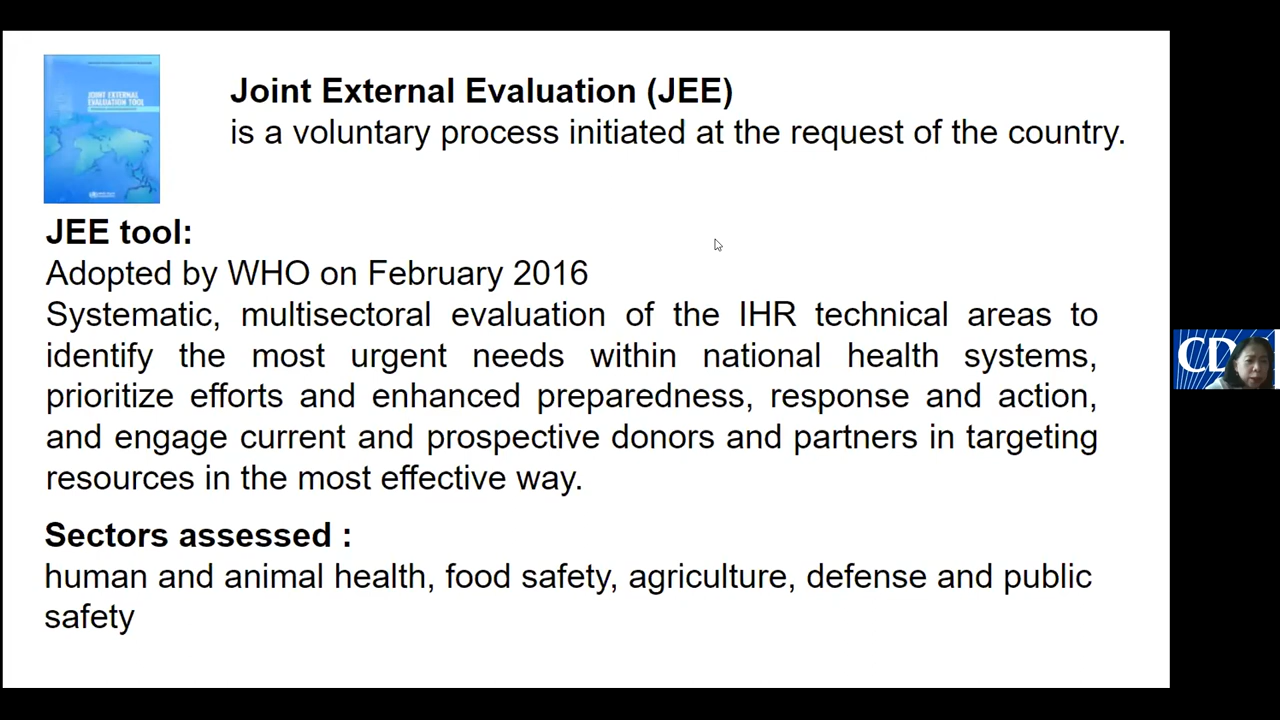 JOINT EXTERNAL
EVALUATION TOOL
Joint External Evaluation (JEE)
is a voluntary process initiated at the request of the country.
JEE tool:
Adopted by WHO on February 2016
Systematic, multisectoral evaluation of the IHR technical areas to
identify the most urgent needs within national health systems,
prioritize efforts and enhanced preparedness, response and action,
and engage current and prospective donors and partners in targeting
resources in the most effective way.
Sectors assessed :
human and animal health, food safety, agriculture, defense and public
safety